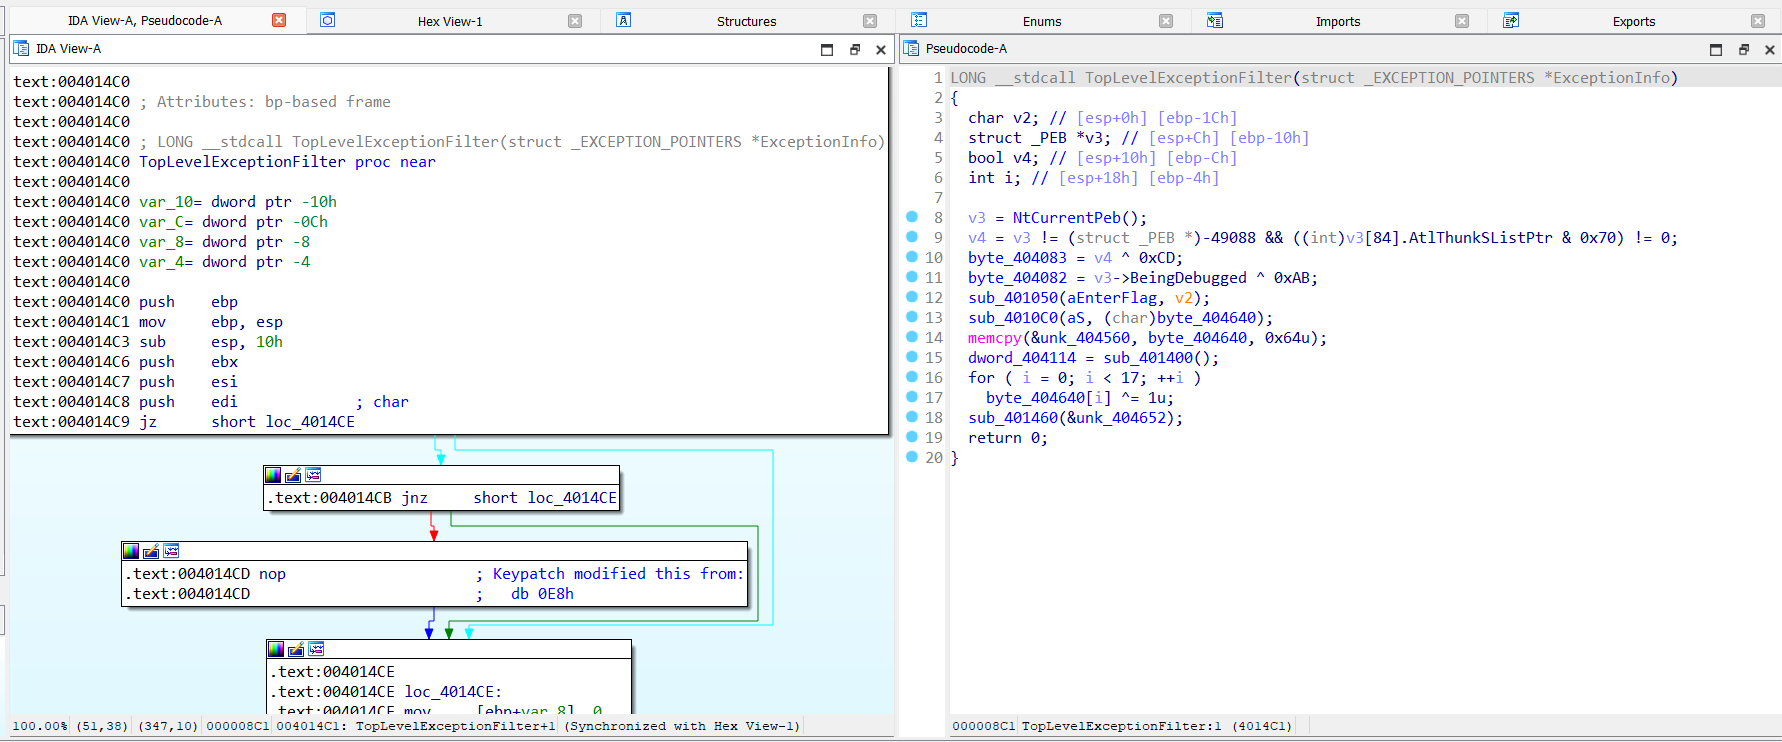 IDA View-A, Pseudocode-A
Hex View-1
Structures
Enums
Imports
Exports
IDA View-A
text:004014C0
text:004014C0 ; Attributes: bp-based frame
text:004014C0
text:004014C0 ; LONG __stdcall TopLevelExceptionFilter(struct _EXCEPTION_POINTERS *ExceptionInfo)
text:004014C0 TopLevelExceptionFilter proc near
text:004014C0
text:004014C0 var_10= dword ptr -10h
text:004014C0 var_C= dword ptr -0Ch
text:004014C0 var_8= dword ptr -8
text:004014C0 var_4= dword ptr -4
text:004014C0
text:004014C0 push    ebp
text:004014C1 mov     ebp, esp
text:004014C3 sub     esp, 10h
text:004014C6 push    ebx
text:004014C7 push    esi
text:004014C8 push    edi             ; char
text:004014C9 jz      short loc_4014CE
.text:004014CB jnz     short loc_4014CE
.text:004014CD nop                     ; Keypatch modified this from:
.text:004014CD                         ;   db 0E8h
.text:004014CE
.text:004014CE loc_4014CE:
.text:004014CE mov     [ebp+var_8], 0
100.00% (51,38) (347,10) 000008C1 004014C1: TopLevelExceptionFilter+1 (Synchronized with Hex View-1)
Pseudocode-A
1 LONG __stdcall TopLevelExceptionFilter(struct _EXCEPTION_POINTERS *ExceptionInfo)
2 {
3   char v2; // [esp+0h] [ebp-1Ch]
4   struct _PEB *v3; // [esp+Ch] [ebp-10h]
5   bool v4; // [esp+10h] [ebp-Ch]
6   int i; // [esp+18h] [ebp-4h]
7
8   v3 = NtCurrentPeb();
9   v4 = v3 != (struct _PEB *)-49088 && ((int)v3[84].AtlThunkSListPtr & 0x70) != 0;
10   byte_404083 = v4 ^ 0xCD;
11   byte_404082 = v3->BeingDebugged ^ 0xAB;
12   sub_401050(aEnterFlag, v2);
13   sub_4010C0(aS, (char)byte_404640);
14   memcpy(&unk_404560, byte_404640, 0x64u);
15   dword_404114 = sub_401400();
16   for ( i = 0; i < 17; ++i )
17     byte_404640[i] ^= 1u;
18   sub_401460(&unk_404652);
19   return 0;
20 }
000008C1 TopLevelExceptionFilter:1 (4014C1)